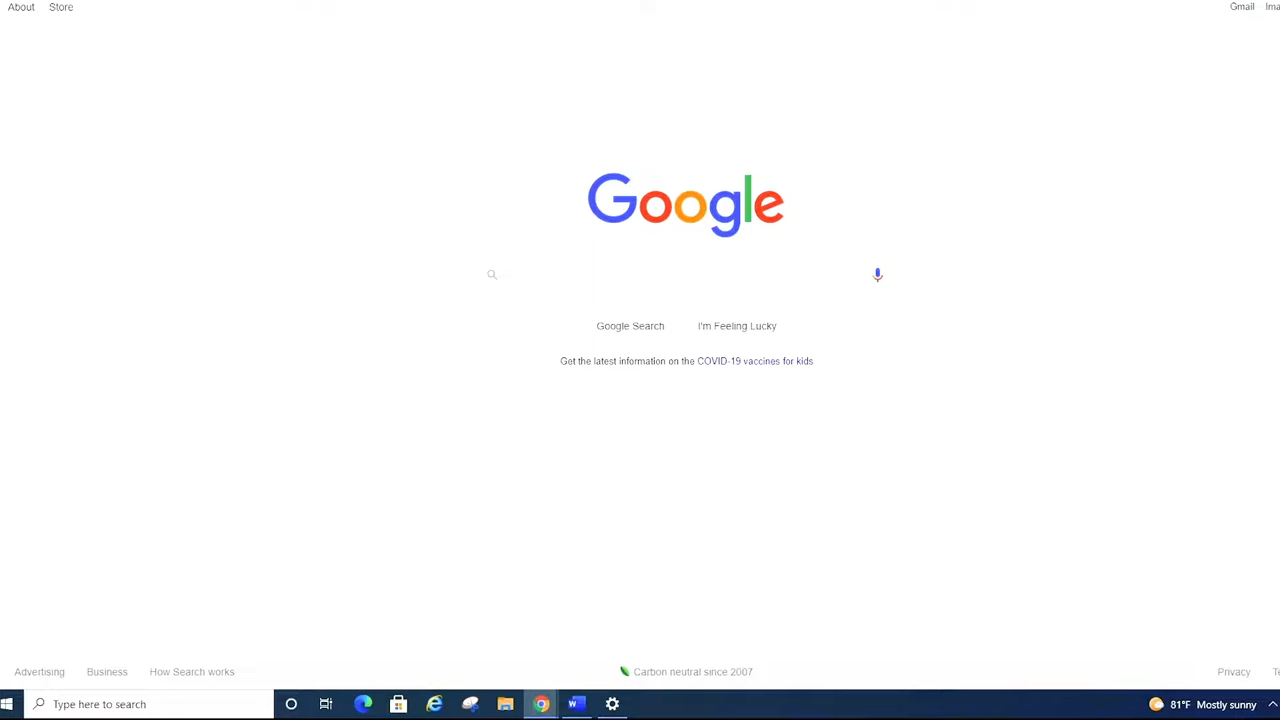 About Store Gmail
Google
Google Search I'm Feeling Lucky
Get the latest information on the COVID-19 vaccines for kids
Advertising Business How Search works Carbon neutral since 2007 Privacy
Type here to search 81°F Mostly sunny